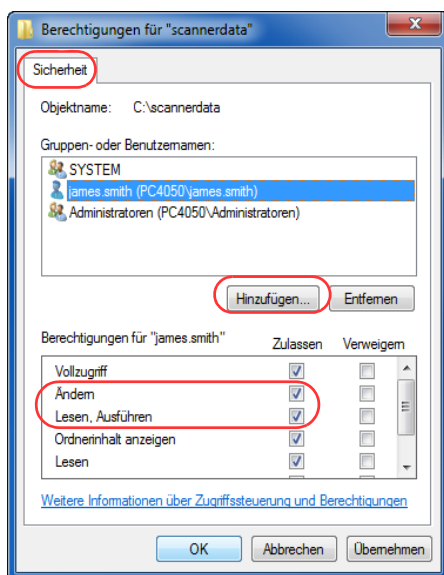 Berechtigungen für "scannerdata"
Sicherheit
Objektname: C:\scannerdata
Gruppen- oder Benutzernamen:
SYSTEM
james.smith (PC4050\james.smith)
Administratoren (PC4050\Administratoren)
Hinzufügen... Entfernen
Berechtigungen für "james.smith" Zulassen Verweigern
Vollzugriff
Ändern
Lesen, Ausführen
Ordnerinhalt anzeigen
Lesen
Weitere Informationen über Zugriffssteuerung und Berechtigungen
OK Abbrechen Übernehmen